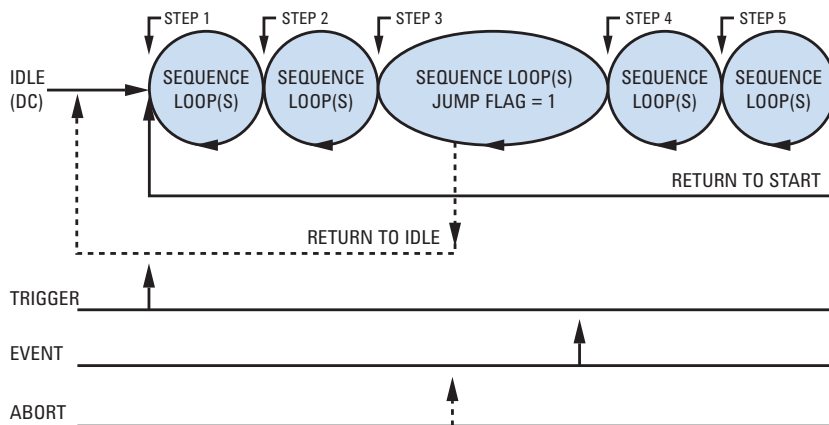 STEP 1
STEP 2
STEP 3
STEP 4
STEP 5
IDLE
(DC)
SEQUENCE
LOOP(S)
SEQUENCE
LOOP(S)
SEQUENCE LOOP(S)
JUMP FLAG = 1
SEQUENCE
LOOP(S)
SEQUENCE
LOOP(S)
RETURN TO START
RETURN TO IDLE
TRIGGER
EVENT
ABORT